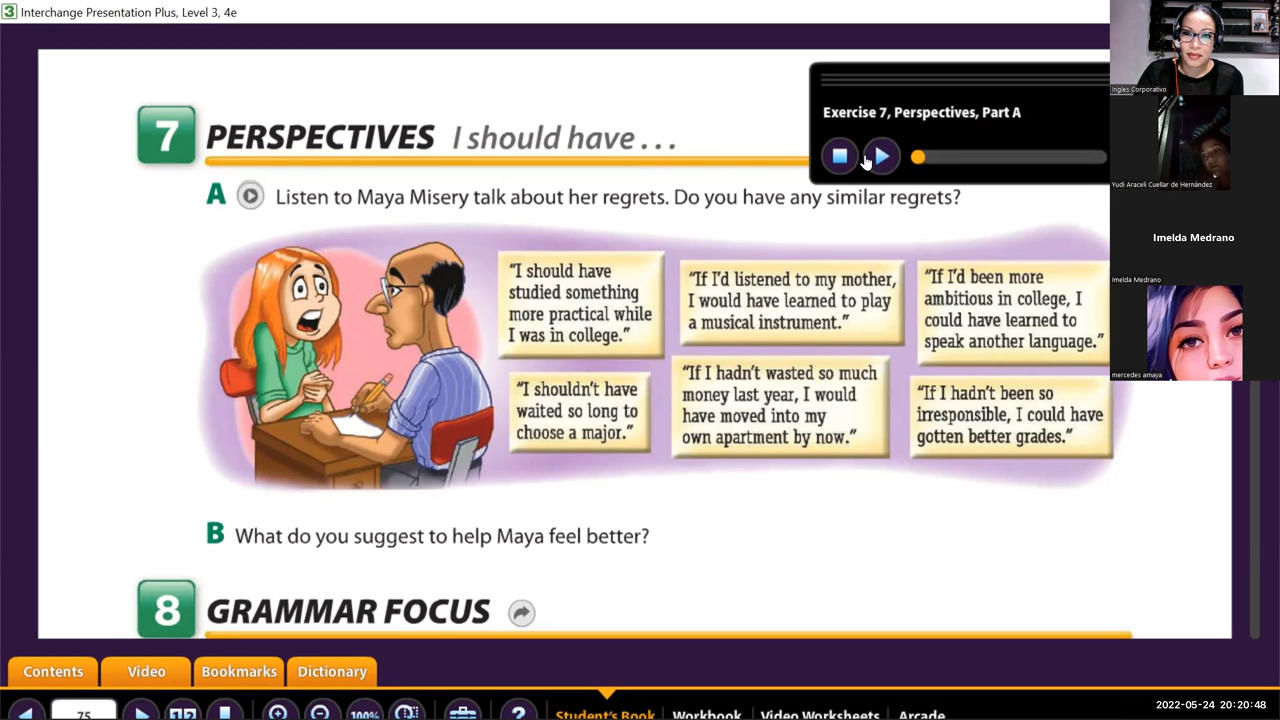 3 Interchange Presentation Plus, Level 3, 4e
7 PERSPECTIVES I should have . . .
Exercise 7, Perspectives, Part A
A Listen to Maya Misery talk about her regrets. Do you have any similar regrets?
“I should have
studied something
more practical while
I was in college.”
“If I’d listened to my mother,
I would have learned to play
a musical instrument.”
“If I’d been more
ambitious in college, I
could have learned to
speak another language.”
“I shouldn’t have
waited so long to
choose a major.”
“If I hadn’t wasted so much
money last year, I would
have moved into my
own apartment by now.”
“If I hadn’t been so
irresponsible, I could have
gotten better grades.”
B What do you suggest to help Maya feel better?
8 GRAMMAR FOCUS
Ingles Corporativo
Yudi Araceli Cuellar de Hernández
Imelda Medrano
Imelda Medrano
mercedes amaya
Contents Video Bookmarks Dictionary
75 100% ? Student's Book Workbook Video Worksheets Arcade
2022-05-24 20:20:48